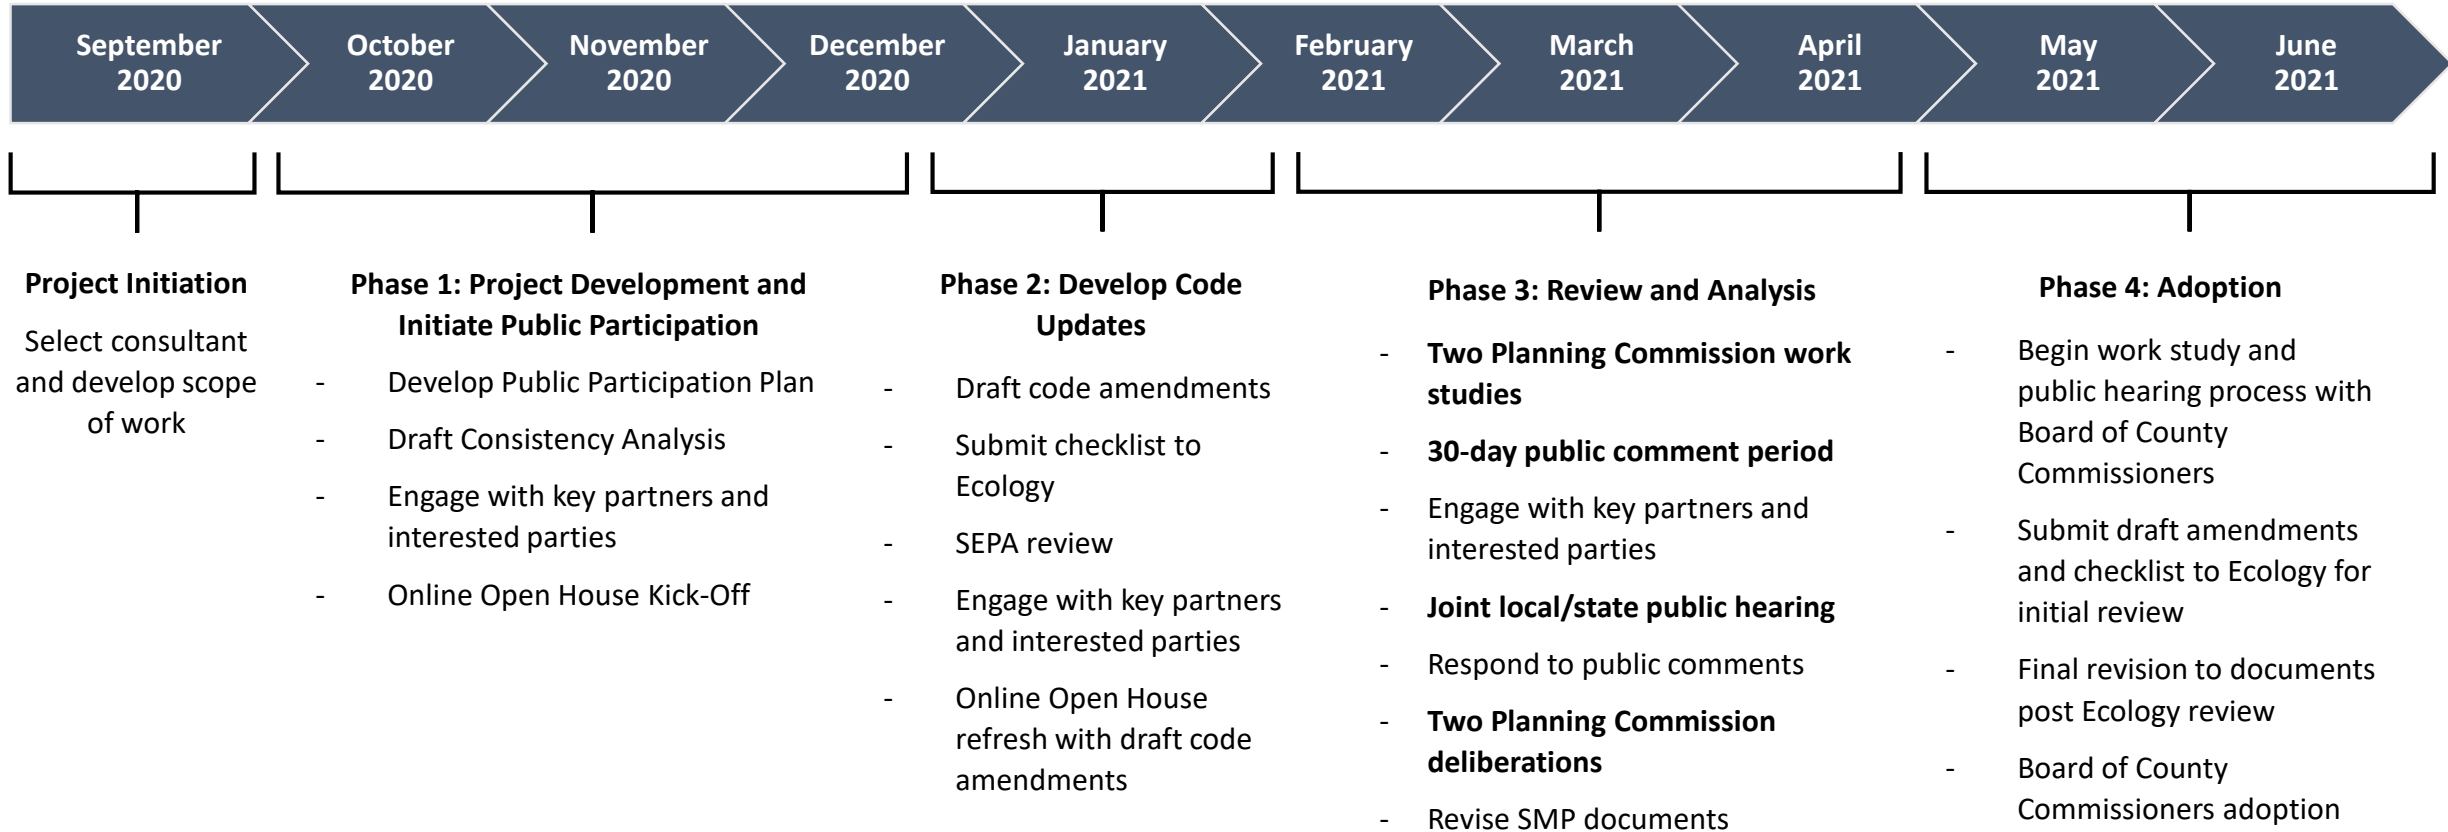 September
2020
October
2020
November
2020
December
2020
January
2021
February
2021
March
2021
April
2021
May
2021
June
2021
Project Initiation
Select consultant
and develop scope
of work
Phase 1: Project Development and
Initiate Public Participation
- Develop Public Participation Plan
- Draft Consistency Analysis
- Engage with key partners and
interested parties
- Online Open House Kick-Off
Phase 2: Develop Code
Updates
- Draft code amendments
- Submit checklist to
Ecology
- SEPA review
- Engage with key partners
and interested parties
- Online Open House
refresh with draft code
amendments
Phase 3: Review and Analysis
- Two Planning Commission work
studies
- 30-day public comment period
- Engage with key partners and
interested parties
- Joint local/state public hearing
- Respond to public comments
- Two Planning Commission
deliberations
- Revise SMP documents
Phase 4: Adoption
- Begin work study and
public hearing process with
Board of County
Commissioners
- Submit draft amendments
and checklist to Ecology for
initial review
- Final revision to documents
post Ecology review
- Board of County
Commissioners adoption